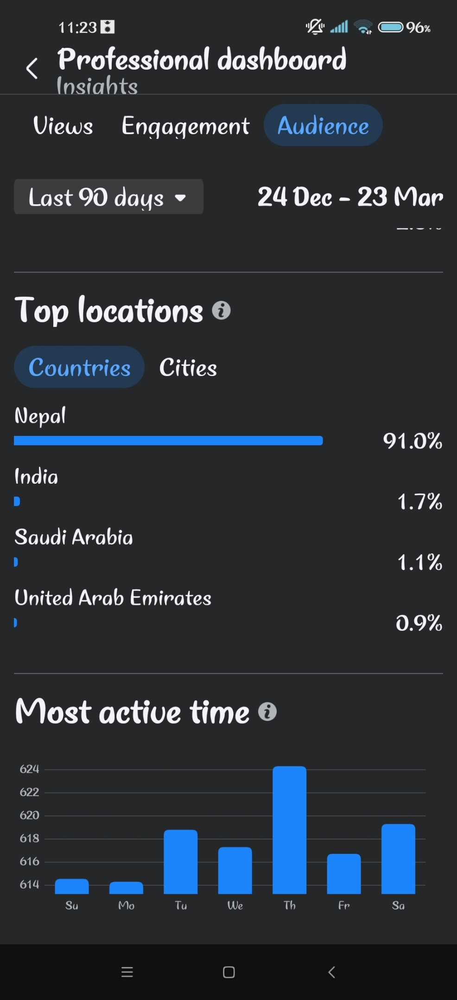 11:23
96%
Professional dashboard
Insights
Views Engagement Audience
Last 90 days 24 Dec - 23 Mar
Top locations
Countries Cities
Nepal
91.0%
India
1.7%
Saudi Arabia
1.1%
United Arab Emirates
0.9%
Most active time
624
622
620
618
616
614
Su Mo Tu We Th Fr Sa